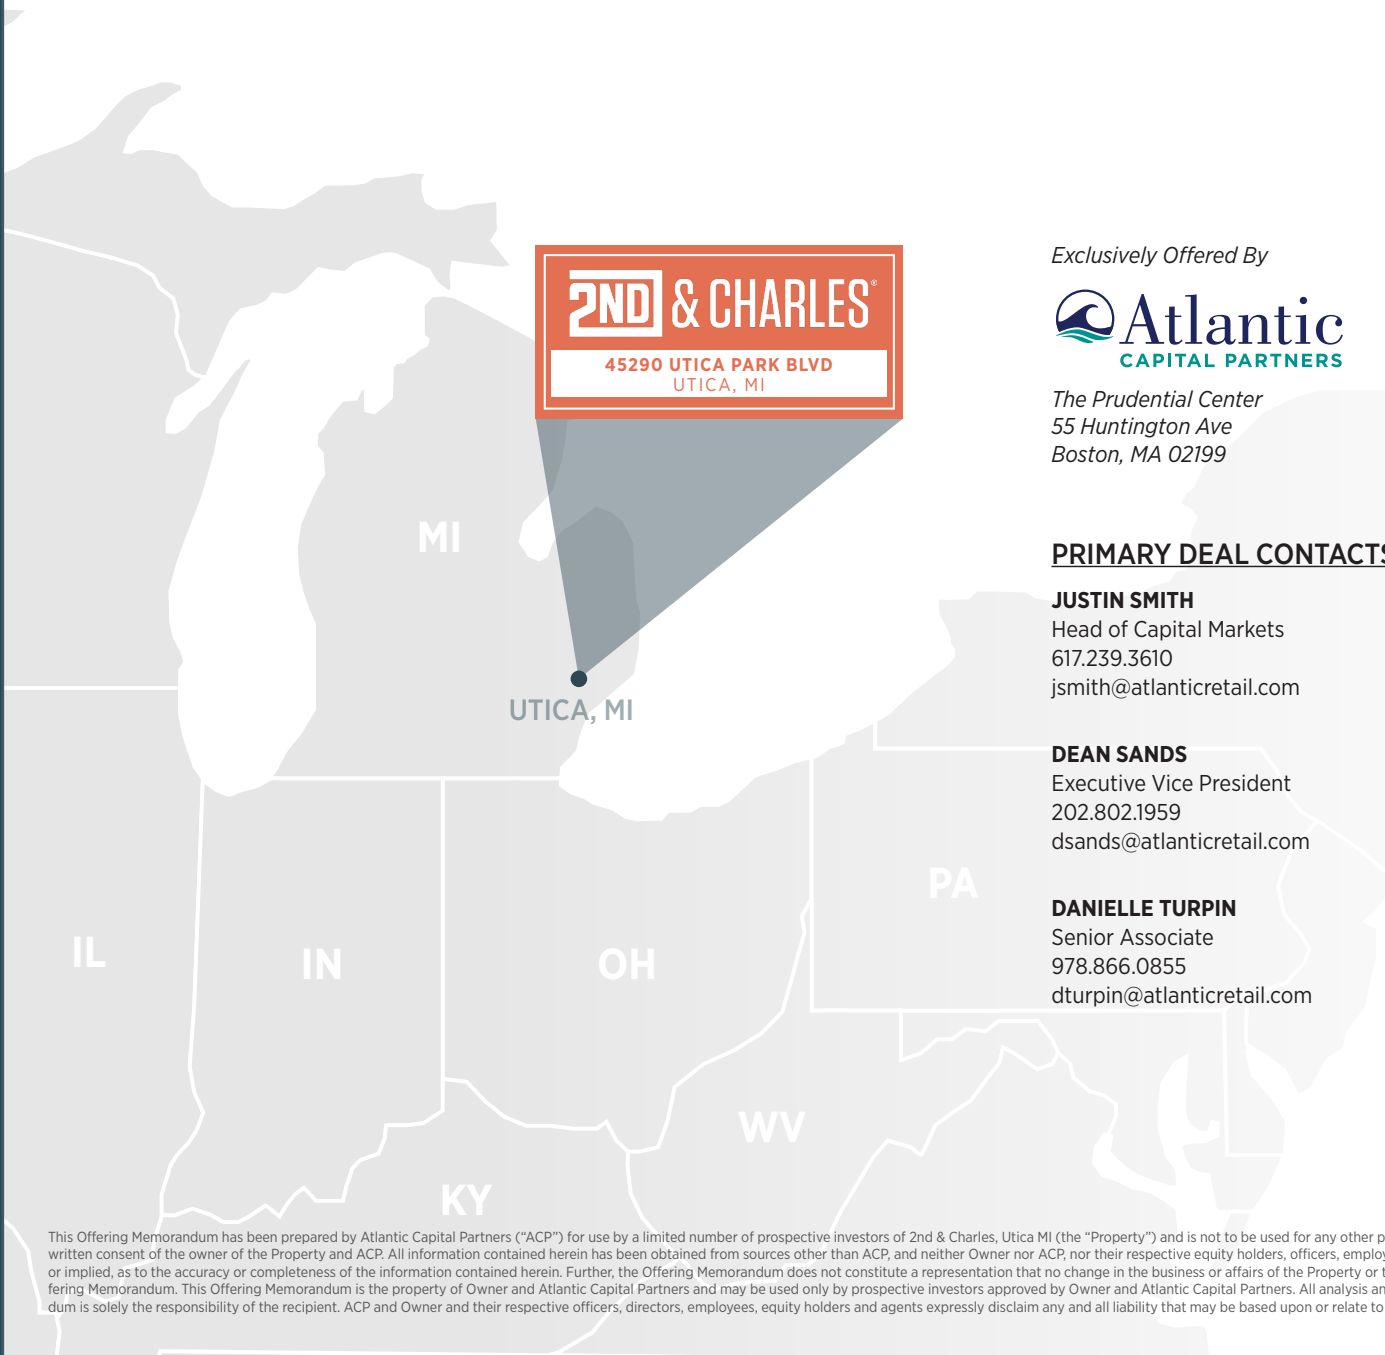 2ND & CHARLES®
45290 UTICA PARK BLVD
UTICA, MI
MI
UTICA, MI
IL
IN
OH
PA
WV
KY
Exclusively Offered By
Atlantic
CAPITAL PARTNERS
The Prudential Center
55 Huntington Ave
Boston, MA 02199
PRIMARY DEAL CONTACTS
JUSTIN SMITH
Head of Capital Markets
617.239.3610
jsmith@atlanticretail.com
DEAN SANDS
Executive Vice President
202.802.1959
dsands@atlanticretail.com
DANIELLE TURPIN
Senior Associate
978.866.0855
dturpin@atlanticretail.com
This Offering Memorandum has been prepared by Atlantic Capital Partners (“ACP”) for use by a limited number of prospective investors of 2nd & Charles, Utica MI (the “Property”) and is not to be used for any other
written consent of the owner of the Property and ACP. All information contained herein has been obtained from sources other than ACP, and neither Owner nor ACP, nor their respective equity holders, officers,
or implied, as to the accuracy or completeness of the information contained herein. Further, the Offering Memorandum does not constitute a representation that no change in the business or affairs of the Property or
fering Memorandum. This Offering Memorandum is the property of Owner and Atlantic Capital Partners and may be used only by prospective investors approved by Owner and Atlantic Capital Partners. All analysis
dum is solely the responsibility of the recipient. ACP and Owner and their respective officers, directors, employees, equity holders and agents expressly disclaim any and all liability that may be based upon or relate to